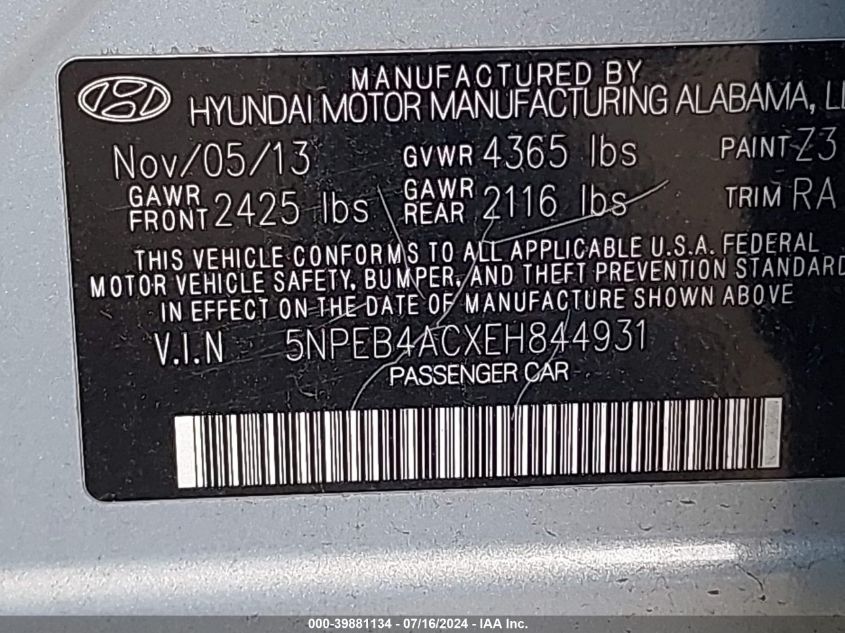 MANUFACTURED BY
HYUNDAI MOTOR MANUFACTURING ALABAMA,
Nov/05/13 GVWR 4365 lbs PAINT Z3
GAWR FRONT 2425 lbs GAWR REAR 2116 lbs TRIM RA
THIS VEHICLE CONFORMS TO ALL APPLICABLE U.S.A. FEDERAL
MOTOR VEHICLE SAFETY, BUMPER, AND THEFT PREVENTION STANDARD
IN EFFECT ON THE DATE OF MANUFACTURE SHOWN ABOVE
V.I.N 5NPEB4ACXEH844931
PASSENGER CAR
000-39881134 - 07/16/2024 - IAA Inc.